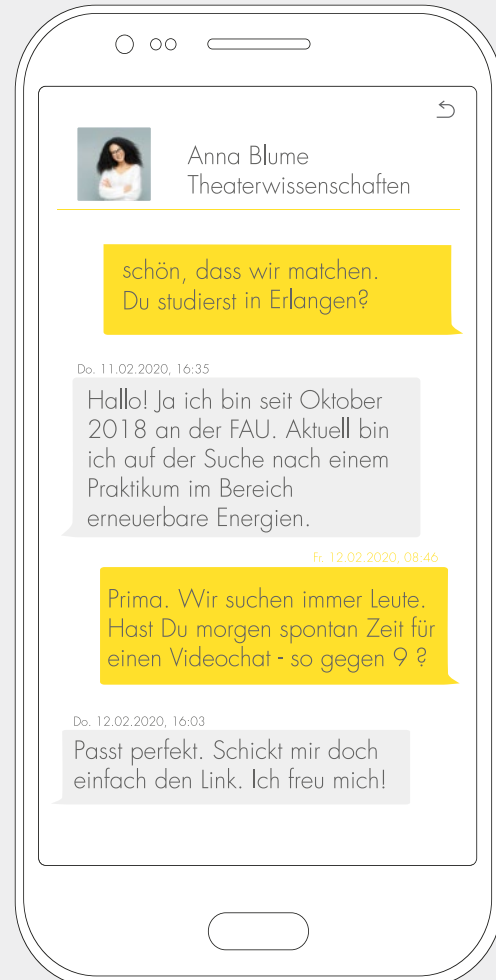 Anna Blume
Theaterwissenschaften
schön, dass wir matchen.
Du studierst in Erlangen?
Do. 11.02.2020, 16:35
Hallo! Ja ich bin seit Oktober
2018 an der FAU. Aktuell bin
ich auf der Suche nach einem
Praktikum im Bereich
erneuerbare Energien.
Fr. 12.02.2020, 08:46
Prima. Wir suchen immer Leute.
Hast Du morgen spontan Zeit für
einen Videochat - so gegen 9 ?
Do. 12.02.2020, 16:03
Passt perfekt. Schickt mir doch
einfach den Link. Ich freu mich!